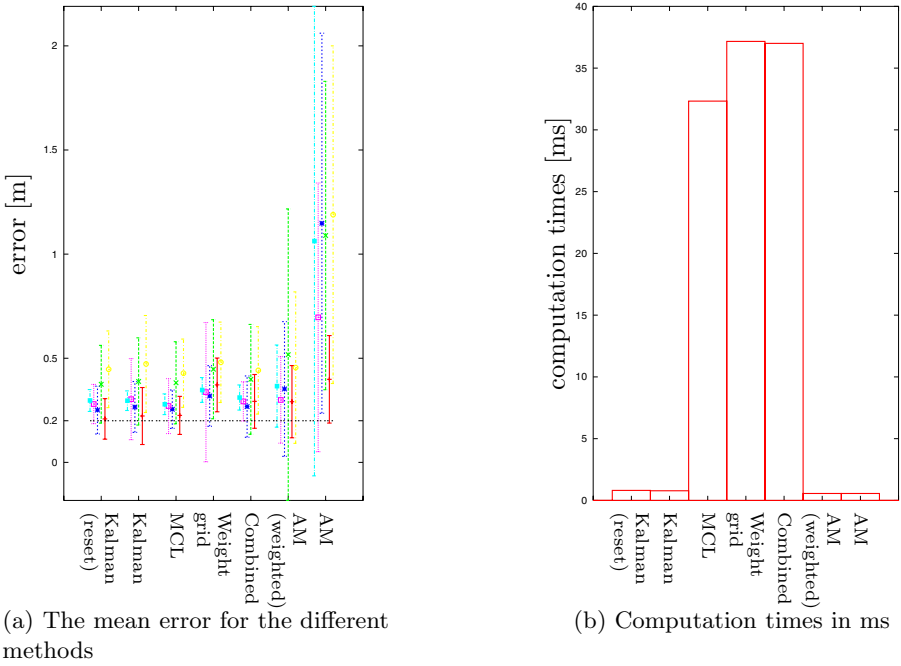 2
1.5
1
0.5
0.2
0
error [m]
Kalman
(reset)
Kalman
MCL
Weight
grid
Combined
AM
(weighted)
AM
(a) The mean error for the different
methods
40
35
30
25
20
15
10
5
0
computation times [ms]
Kalman
(reset)
Kalman
MCL
Weight
grid
Combined
AM
(weighted)
AM
(b) Computation times in ms